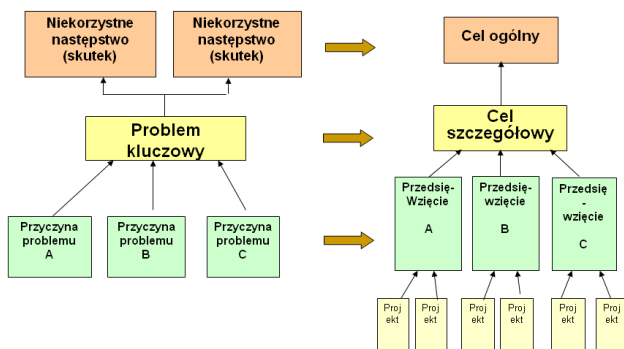 Niekorzystne
następstwo
(skutek)
Niekorzystne
następstwo
(skutek)
Problem
kluczowy
Przyczyna
problemu
A
Przyczyna
problemu
B
Przyczyna
problemu
C
Cel ogólny
Cel
szczegółowy
Przedsię-
Wzięcie
A
Przedsię-
wzięcie
B
Przedsię
-
wzięcie
C
Proj
ekt
Proj
ekt
Proj
ekt
Proj
ekt
Proj
ekt
Proj
ekt